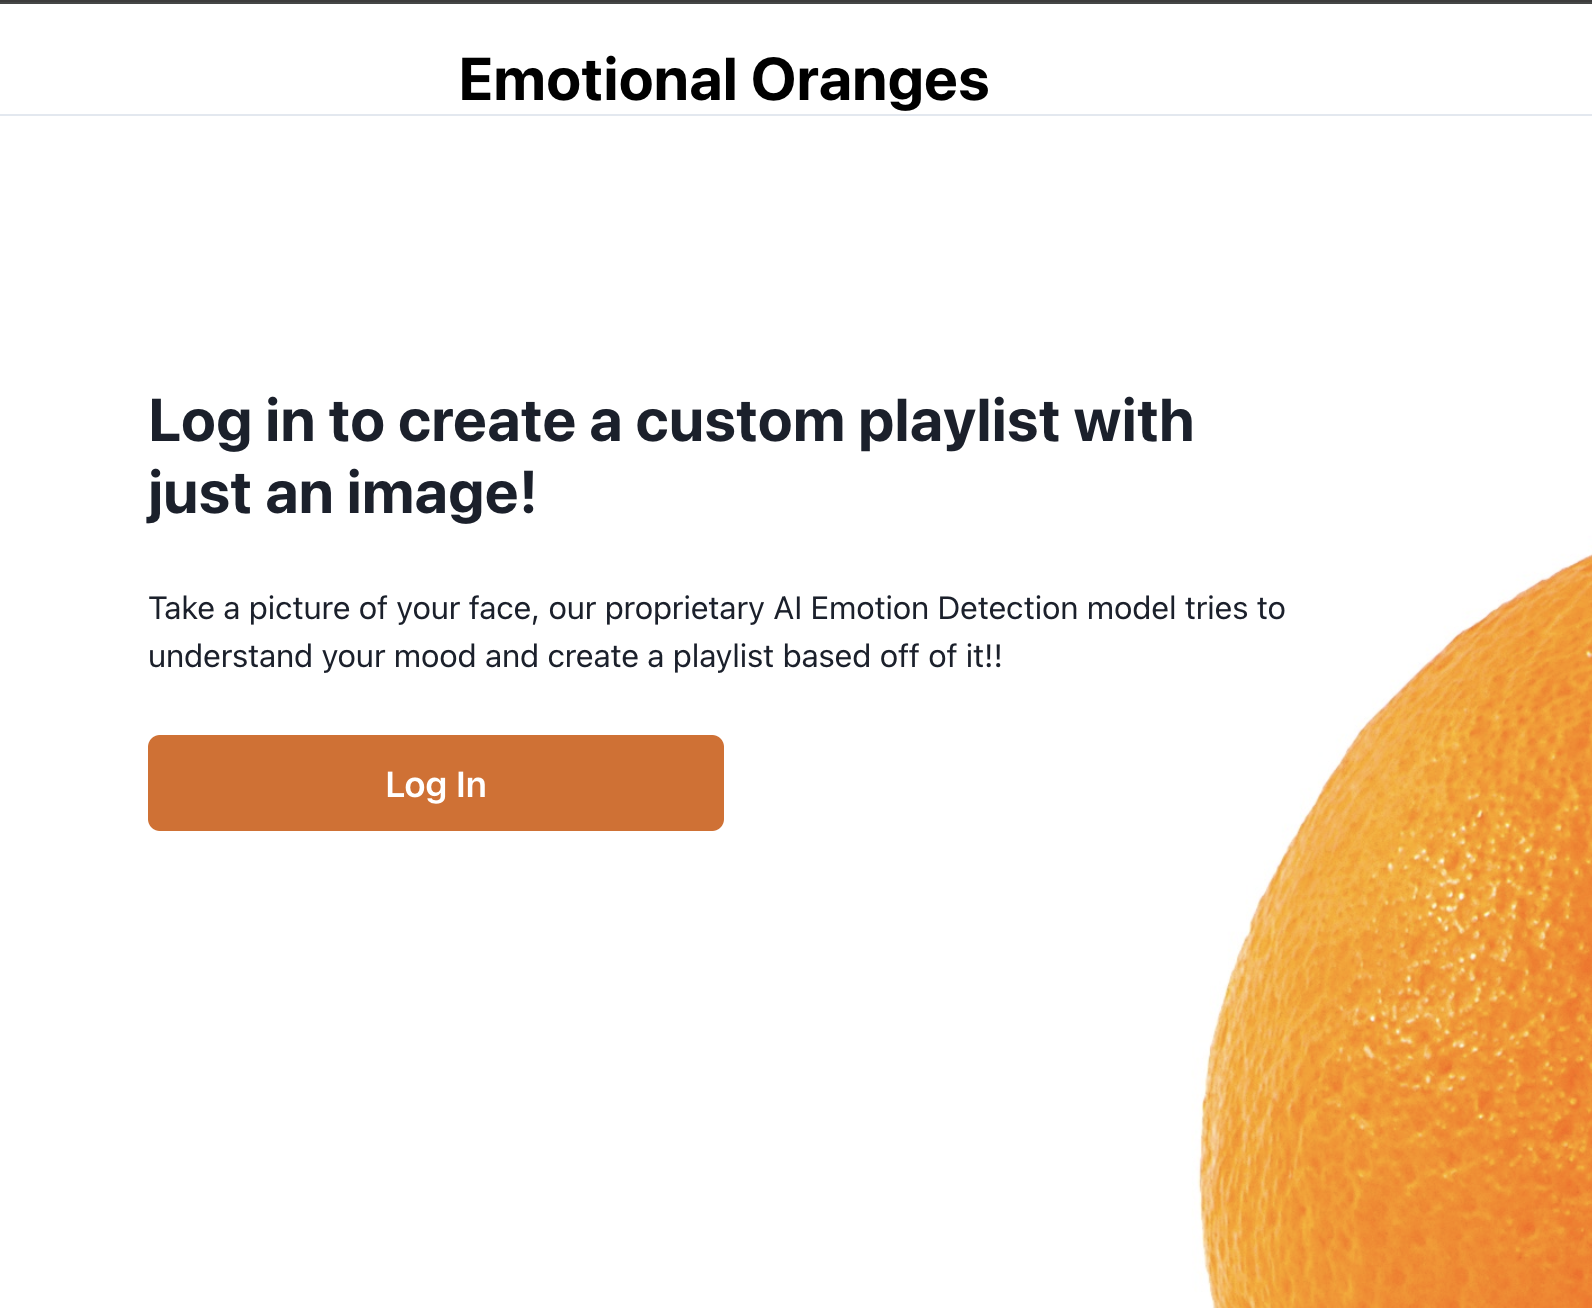 Emotional Oranges
Log in to create a custom playlist with
just an image!
Take a picture of your face, our proprietary AI Emotion Detection model tries to
understand your mood and create a playlist based off of it!!
Log In